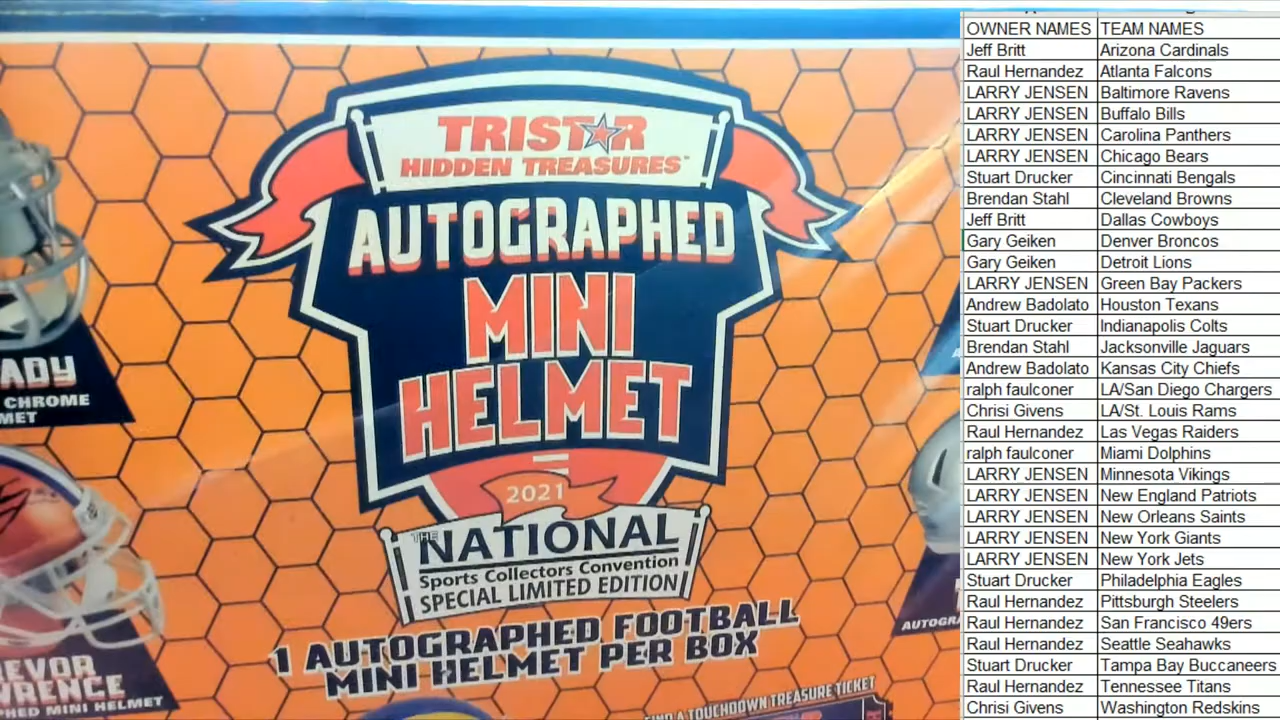 TRISTAR
HIDDEN TREASURES
AUTOGRAPHED
MINI
HELMET
2021
THE NATIONAL
Sports Collectors Convention
SPECIAL LIMITED EDITION
1 AUTOGRAPHED FOOTBALL
MINI HELMET PER BOX
FIND A TOUCHDOWN TREASURE TICKET
ADY
CHROME
MET
EVOR
WRENCE
PHED MINI HELMET
AUTOGRA
OWNER NAMES TEAM NAMES
Jeff Britt Arizona Cardinals
Raul Hernandez Atlanta Falcons
LARRY JENSEN Baltimore Ravens
LARRY JENSEN Buffalo Bills
LARRY JENSEN Carolina Panthers
LARRY JENSEN Chicago Bears
Stuart Drucker Cincinnati Bengals
Brendan Stahl Cleveland Browns
Jeff Britt Dallas Cowboys
Gary Geiken Denver Broncos
Gary Geiken Detroit Lions
LARRY JENSEN Green Bay Packers
Andrew Badolato Houston Texans
Stuart Drucker Indianapolis Colts
Brendan Stahl Jacksonville Jaguars
Andrew Badolato Kansas City Chiefs
ralph faulconer LA/San Diego Chargers
Chrisi Givens LA/St. Louis Rams
Raul Hernandez Las Vegas Raiders
ralph faulconer Miami Dolphins
LARRY JENSEN Minnesota Vikings
LARRY JENSEN New England Patriots
LARRY JENSEN New Orleans Saints
LARRY JENSEN New York Giants
LARRY JENSEN New York Jets
Stuart Drucker Philadelphia Eagles
Raul Hernandez Pittsburgh Steelers
Raul Hernandez San Francisco 49ers
Raul Hernandez Seattle Seahawks
Stuart Drucker Tampa Bay Buccaneers
Raul Hernandez Tennessee Titans
Chrisi Givens Washington Redskins